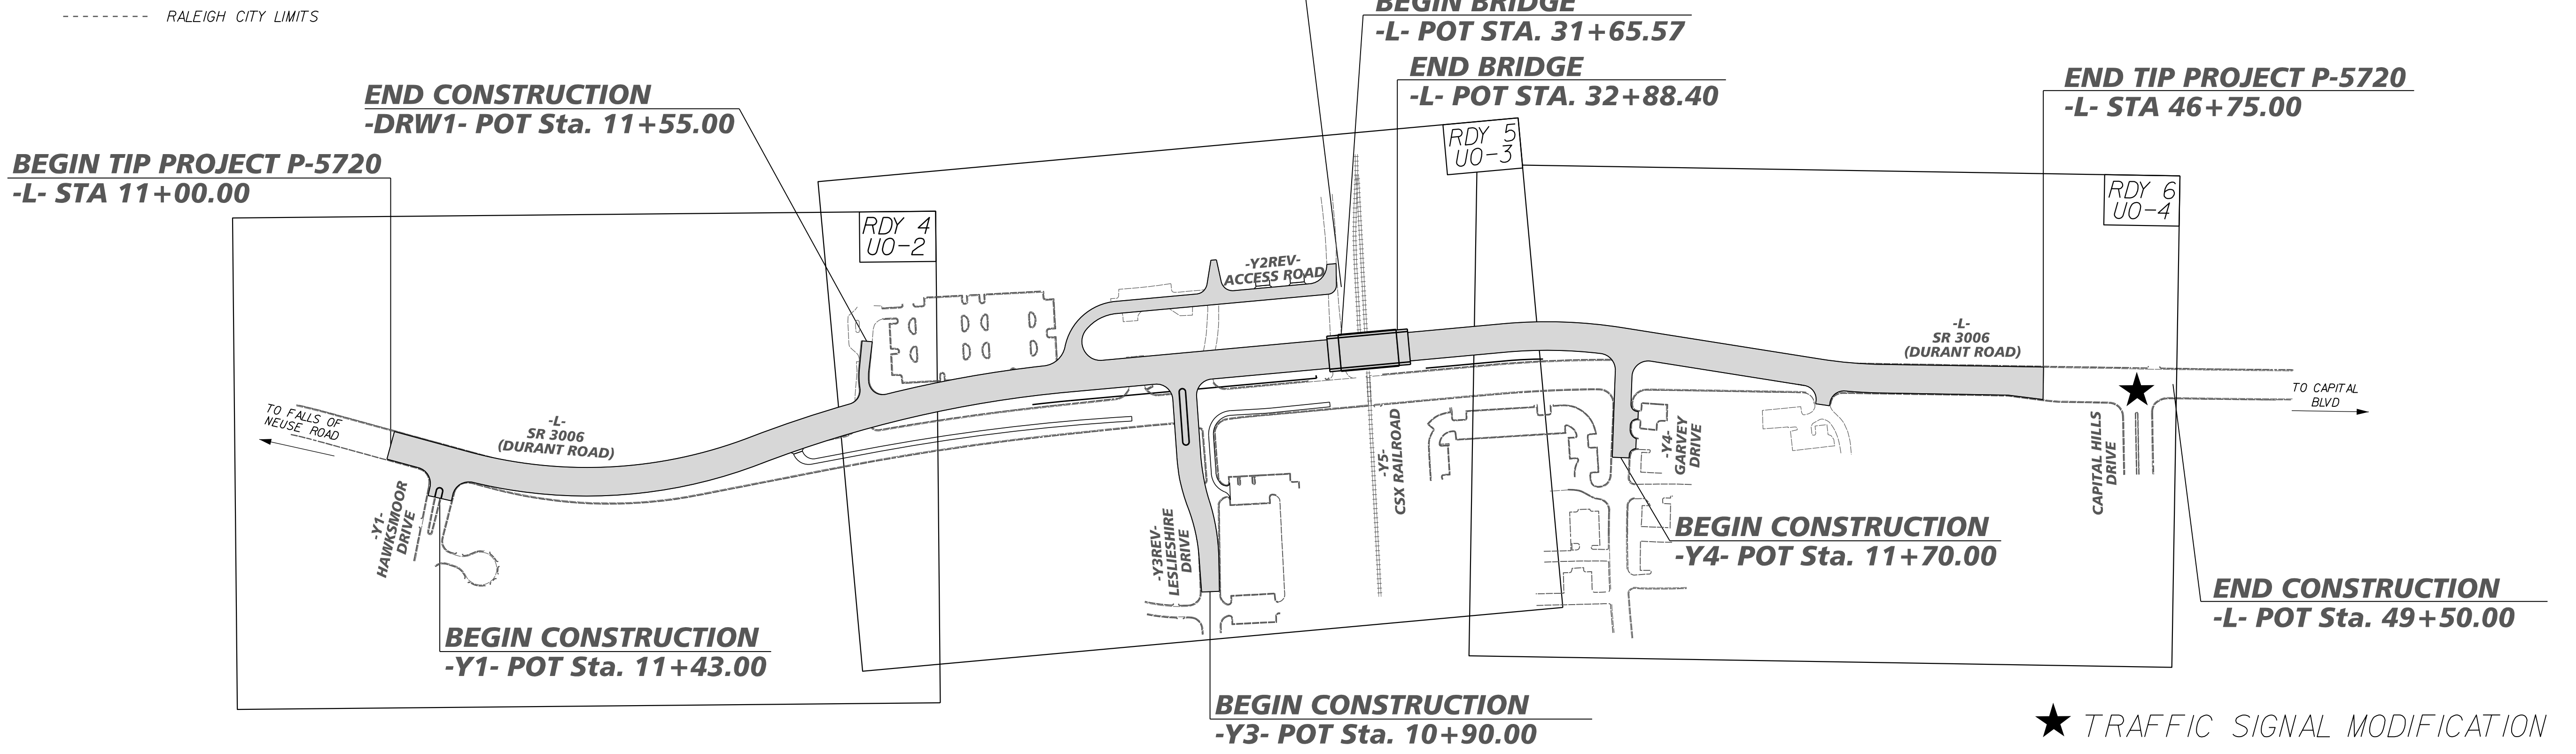 RALEIGH CITY LIMITS
BEGIN BRIDGE
-L- POT STA. 31+65.57
END BRIDGE
-L- POT STA. 32+88.40
END TIP PROJECT P-5720
-L- STA 46+75.00
END CONSTRUCTION
-DRW1- POT Sta. 11+55.00
BEGIN TIP PROJECT P-5720
-L- STA 11+00.00
RDY 4
UO-2
RDY 5
UO-3
RDY 6
UO-4
-Y2REV-
ACCESS ROAD
-L-
SR 3006
(DURANT ROAD)
TO FALLS OF
NEUSE ROAD
-L-
SR 3006
(DURANT ROAD)
TO CAPITAL
BLVD
-Y1-
HAWKSMOOR
DRIVE
-Y3REV-
LESLIESHIRE
DRIVE
-Y5-
CSX RAILROAD
-Y4-
GARVEY
DRIVE
CAPITAL HILLS
DRIVE
BEGIN CONSTRUCTION
-Y4- POT Sta. 11+70.00
END CONSTRUCTION
-L- POT Sta. 49+50.00
BEGIN CONSTRUCTION
-Y1- POT Sta. 11+43.00
BEGIN CONSTRUCTION
-Y3- POT Sta. 10+90.00
TRAFFIC SIGNAL MODIFICATION